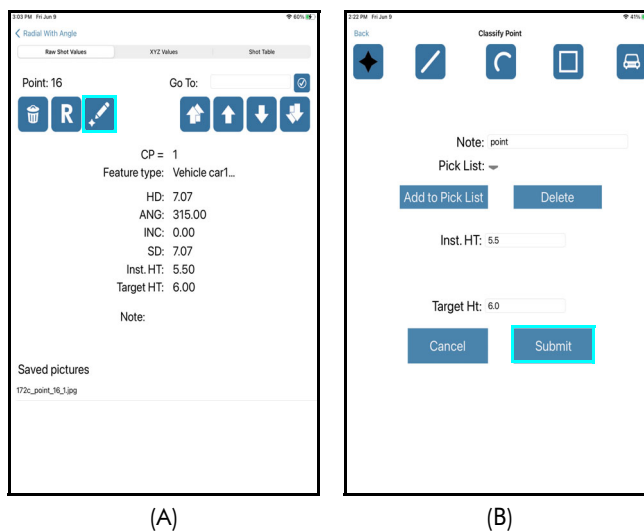 3:03 PM Fri Jun 9
60%
Radial With Angle
Raw Shot Values XYZ Values Shot Table
Point: 16 Go To:
R
CP = 1
Feature type: Vehicle car1...
HD: 7.07
ANG: 315.00
INC: 0.00
SD: 7.07
Inst. HT: 5.50
Target HT: 6.00
Note:
Saved pictures
172c_point_16_1.jpg
(A)
2:22 PM Fri Jun 9
41%
Back Classify Point
Note: point
Pick List:
Add to Pick List Delete
Inst. HT: 5.5
Target Ht: 6.0
Cancel Submit
(B)